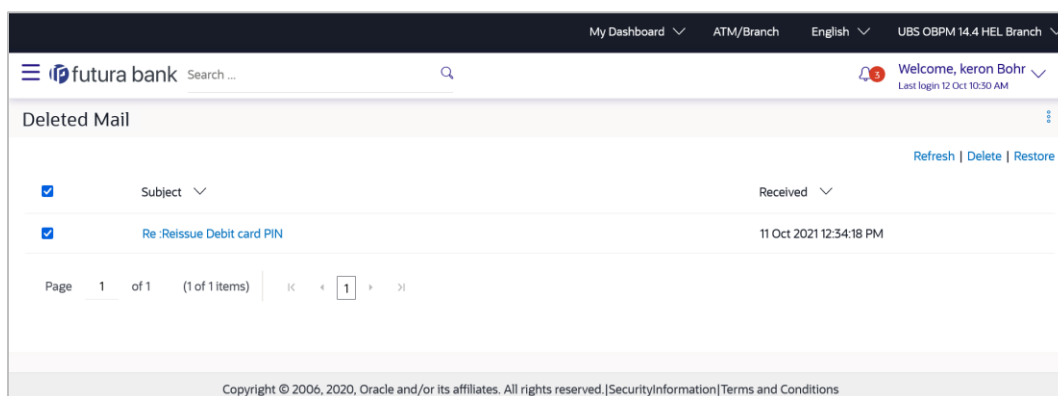 My Dashboard ATM/Branch English UBS OBPM 14.4 HEL Branch
futura bank Search ... 3 Welcome, keron Bohr
Last login 12 Oct 10:30 AM
Deleted Mail
Refresh | Delete | Restore
Subject Received
Re :Reissue Debit card PIN 11 Oct 2021 12:34:18 PM
Page 1 of 1 (1 of 1 items) 1
Copyright © 2006, 2020, Oracle and/or its affiliates. All rights reserved.|SecurityInformation|Terms and Conditions